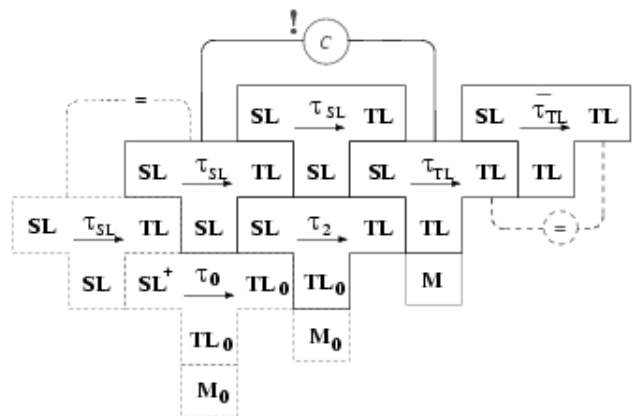 ! C
SL τSL TL SL τ̄TL TL
=
SL τSL TL SL SL τTL TL TL
SL τSL TL SL SL τ2 TL TL =
SL SL+ τ0 TL0 TL0 M
TL0 M0
M0